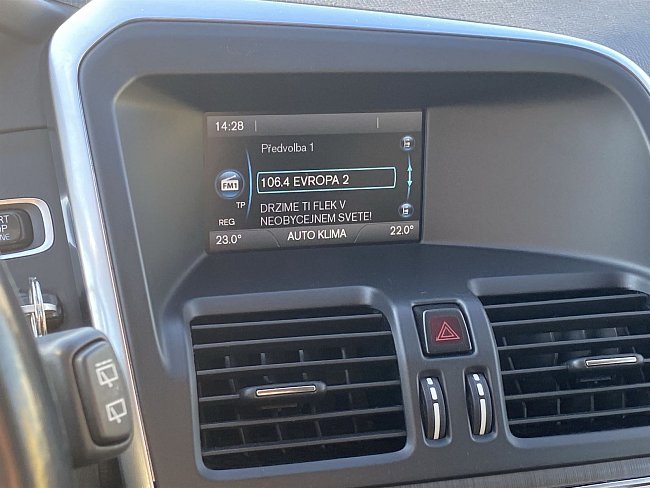 14:28
Předvolba 1
FM1
106.4 EVROPA 2
TP
DRZIME TI FLEK V
NEOBYCEJNEM SVETE!
REG
23.0° AUTO KLIMA 22.0°